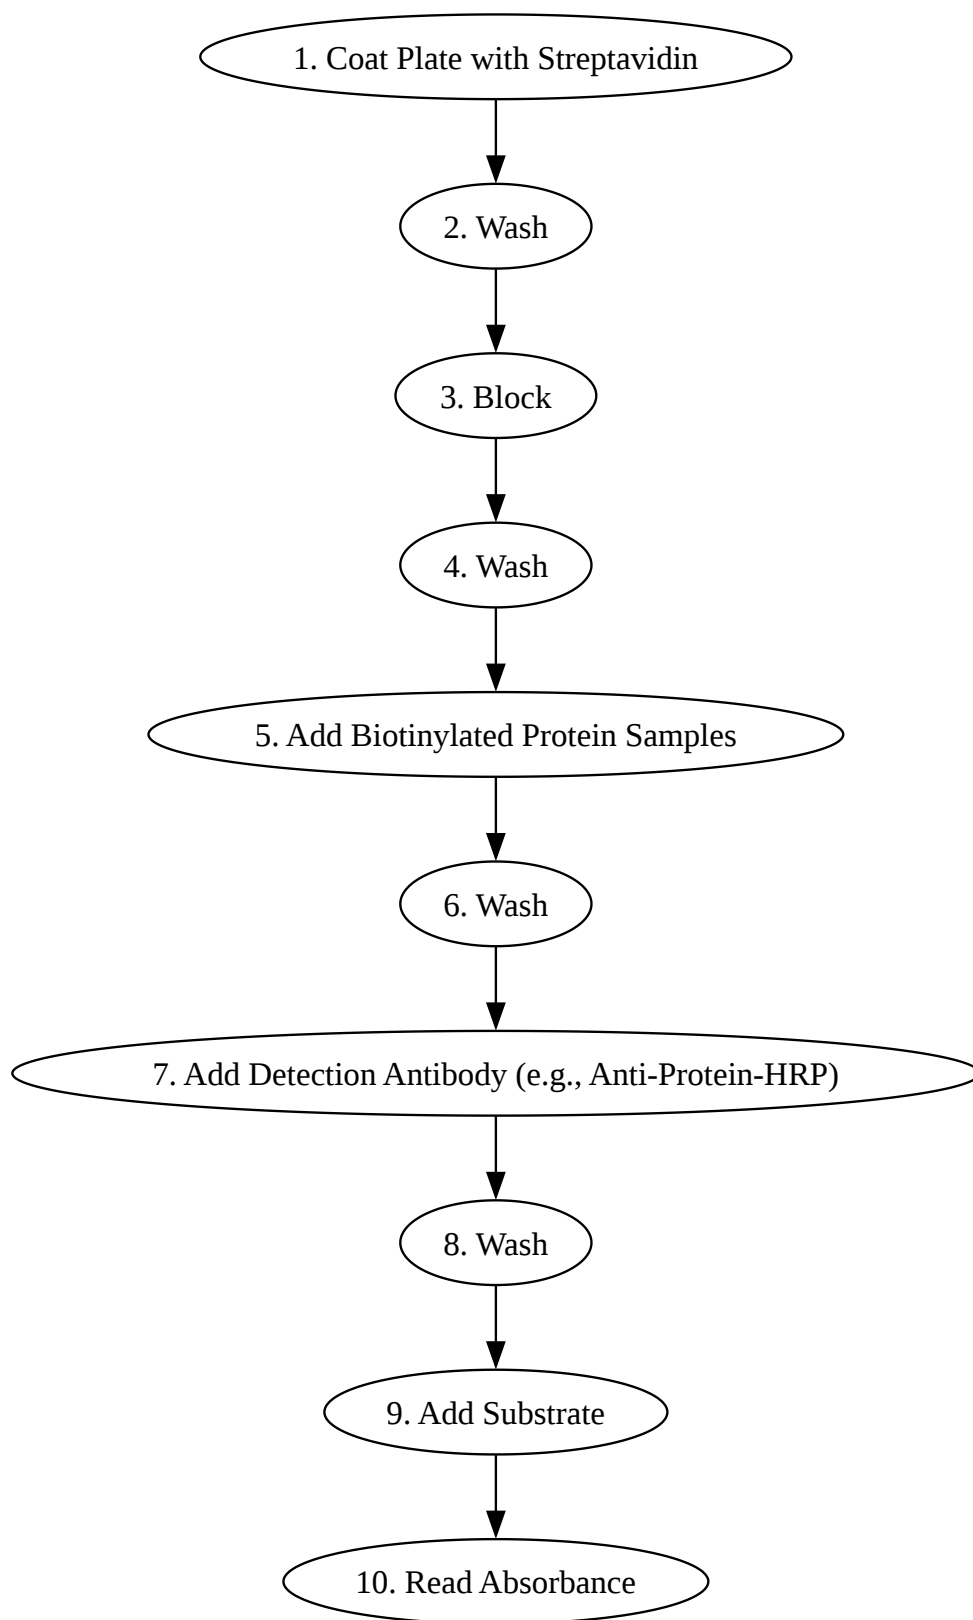 1. Coat Plate with Streptavidin
2. Wash
3. Block
4. Wash
5. Add Biotinylated Protein Samples
6. Wash
7. Add Detection Antibody (e.g., Anti-Protein-HRP)
8. Wash
9. Add Substrate
10. Read Absorbance